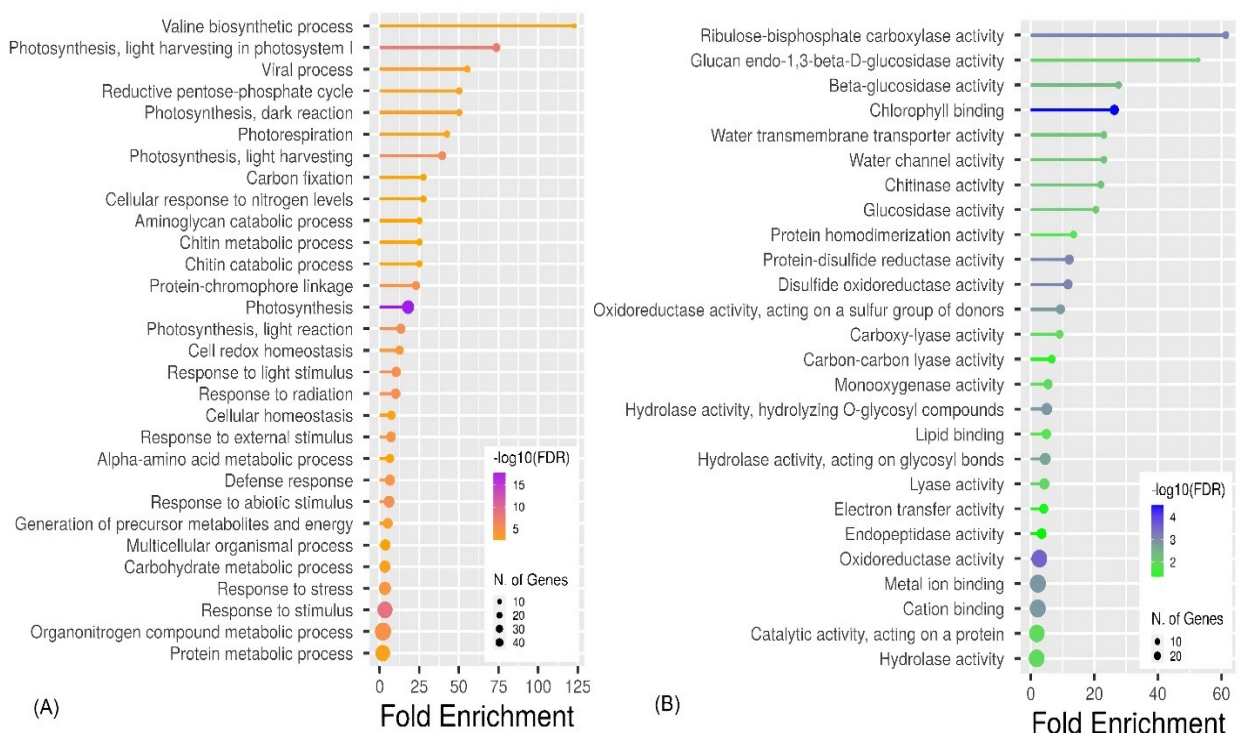 Valine biosynthetic process
Photosynthesis, light harvesting in photosystem I
Viral process
Reductive pentose-phosphate cycle
Photosynthesis, dark reaction
Photorespiration
Photosynthesis, light harvesting
Carbon fixation
Cellular response to nitrogen levels
Aminoglycan catabolic process
Chitin metabolic process
Chitin catabolic process
Protein-chromophore linkage
Photosynthesis
Photosynthesis, light reaction
Cell redox homeostasis
Response to light stimulus
Response to radiation
Cellular homeostasis
Response to external stimulus
Alpha-amino acid metabolic process
Defense response
Response to abiotic stimulus
Generation of precursor metabolites and energy
Multicellular organismal process
Carbohydrate metabolic process
Response to stress
Response to stimulus
Organonitrogen compound metabolic process
Protein metabolic process
-log10(FDR)
15
10
5
N. of Genes
10
20
30
40
0 25 50 75 100 125
Fold Enrichment
(A)
Ribulose-bisphosphate carboxylase activity
Glucan endo-1,3-beta-D-glucosidase activity
Beta-glucosidase activity
Chlorophyll binding
Water transmembrane transporter activity
Water channel activity
Chitinase activity
Glucosidase activity
Protein homodimerization activity
Protein-disulfide reductase activity
Disulfide oxidoreductase activity
Oxidoreductase activity, acting on a sulfur group of donors
Carboxy-lyase activity
Carbon-carbon lyase activity
Monooxygenase activity
Hydrolase activity, hydrolyzing O-glycosyl compounds
Lipid binding
Hydrolase activity, acting on glycosyl bonds
Lyase activity
Electron transfer activity
Endopeptidase activity
Oxidoreductase activity
Metal ion binding
Cation binding
Catalytic activity, acting on a protein
Hydrolase activity
-log10(FDR)
4
3
2
N. of Genes
10
20
0 20 40 60
Fold Enrichment
(B)